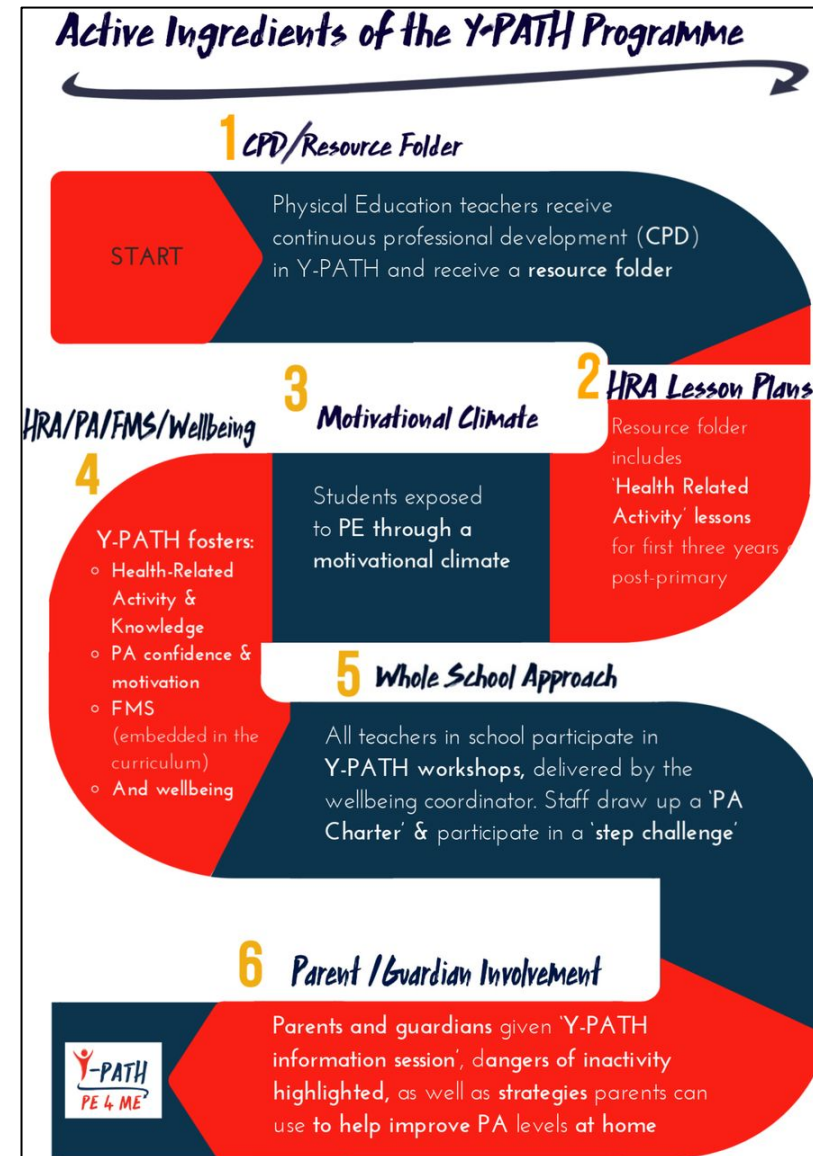 Active Ingredients of the Y-PATH Programme
1 CPD/Resource Folder
START
Physical Education teachers receive
continuous professional development (CPD)
in Y-PATH and receive a resource folder
2 HRA Lesson Plans
Resource folder
includes
‘Health Related
Activity’ lessons
for first three years
post-primary
3 Motivational Climate
Students exposed
to PE through a
motivational climate
HRA/PA/FMS/Wellbeing
4
Y-PATH fosters:
Health-Related
Activity &
Knowledge
PA confidence &
motivation
FMS
(embedded in the
curriculum)
And wellbeing
5 Whole School Approach
All teachers in school participate in
Y-PATH workshops, delivered by the
wellbeing coordinator. Staff draw up a ‘PA
Charter’ & participate in a ‘step challenge’
6 Parent / Guardian Involvement
Parents and guardians given ‘Y-PATH
information session’, dangers of inactivity
highlighted, as well as strategies parents can
use to help improve PA levels at home
Y-PATH
PE 4 ME